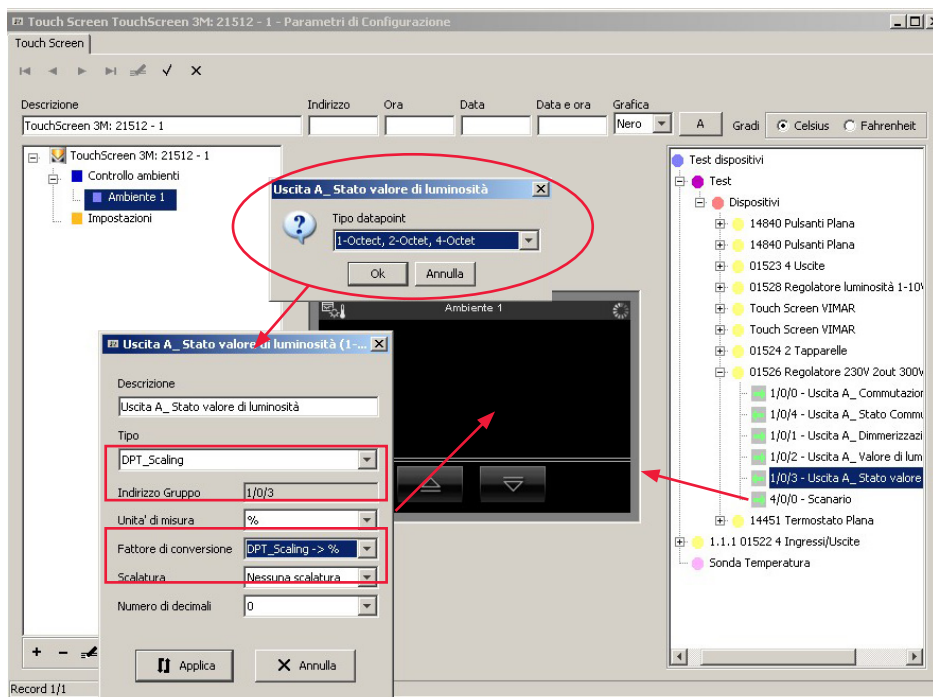 Touch Screen TouchScreen 3M: 21512 - 1 - Parametri di Configurazione
Touch Screen
Descrizione
Indirizzo
Ora
Data
Data e ora
Grafica
TouchScreen 3M: 21512 - 1
Nero
A
Gradi
Celsius
Fahrenheit
TouchScreen 3M: 21512 - 1
Controllo ambienti
Ambiente 1
Impostazioni
Uscita A_ Stato valore di luminosità
Tipo datapoint
1-Octect, 2-Octet, 4-Octet
Ok
Annulla
Ambiente 1
Uscita A_ Stato valore di luminosità (1-...
Descrizione
Uscita A_ Stato valore di luminosità
Tipo
DPT_Scaling
Indirizzo Gruppo
1/0/3
Unita' di misura
%
Fattore di conversione
DPT_Scaling -> %
Scalatura
Nessuna scalatura
Numero di decimali
0
Applica
Annulla
Test dispositivi
Test
Dispositivi
14840 Pulsanti Plana
14840 Pulsanti Plana
01523 4 Uscite
01528 Regolatore luminosità 1-10V
Touch Screen VIMAR
Touch Screen VIMAR
01524 2 Tapparelle
01526 Regolatore 230V 2out 300V
1/0/0 - Uscita A_ Commutazior
1/0/4 - Uscita A_ Stato Commu
1/0/1 - Uscita A_ Dimmerizzazi
1/0/2 - Uscita A_ Valore di lum
1/0/3 - Uscita A_ Stato valore
4/0/0 - Scanario
14451 Termostato Plana
1.1.1 01522 4 Ingressi/Uscite
Sonda Temperatura
Record 1/1